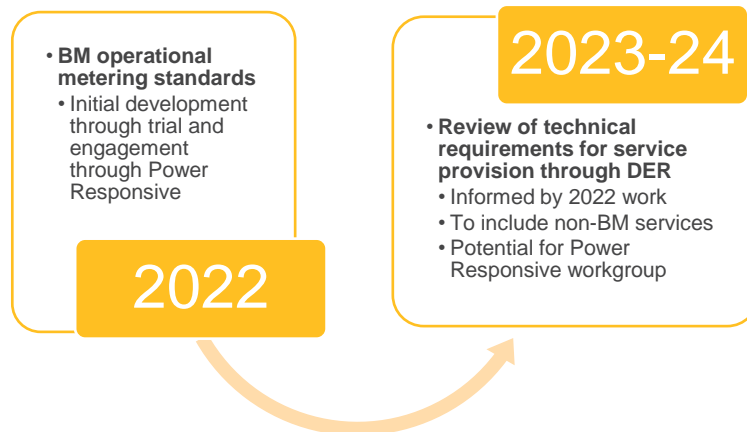 • BM operational
metering standards
• Initial development
through trial and
engagement
through Power
Responsive
2022
2023-24
• Review of technical
requirements for service
provision through DER
• Informed by 2022 work
• To include non-BM services
• Potential for Power
Responsive workgroup